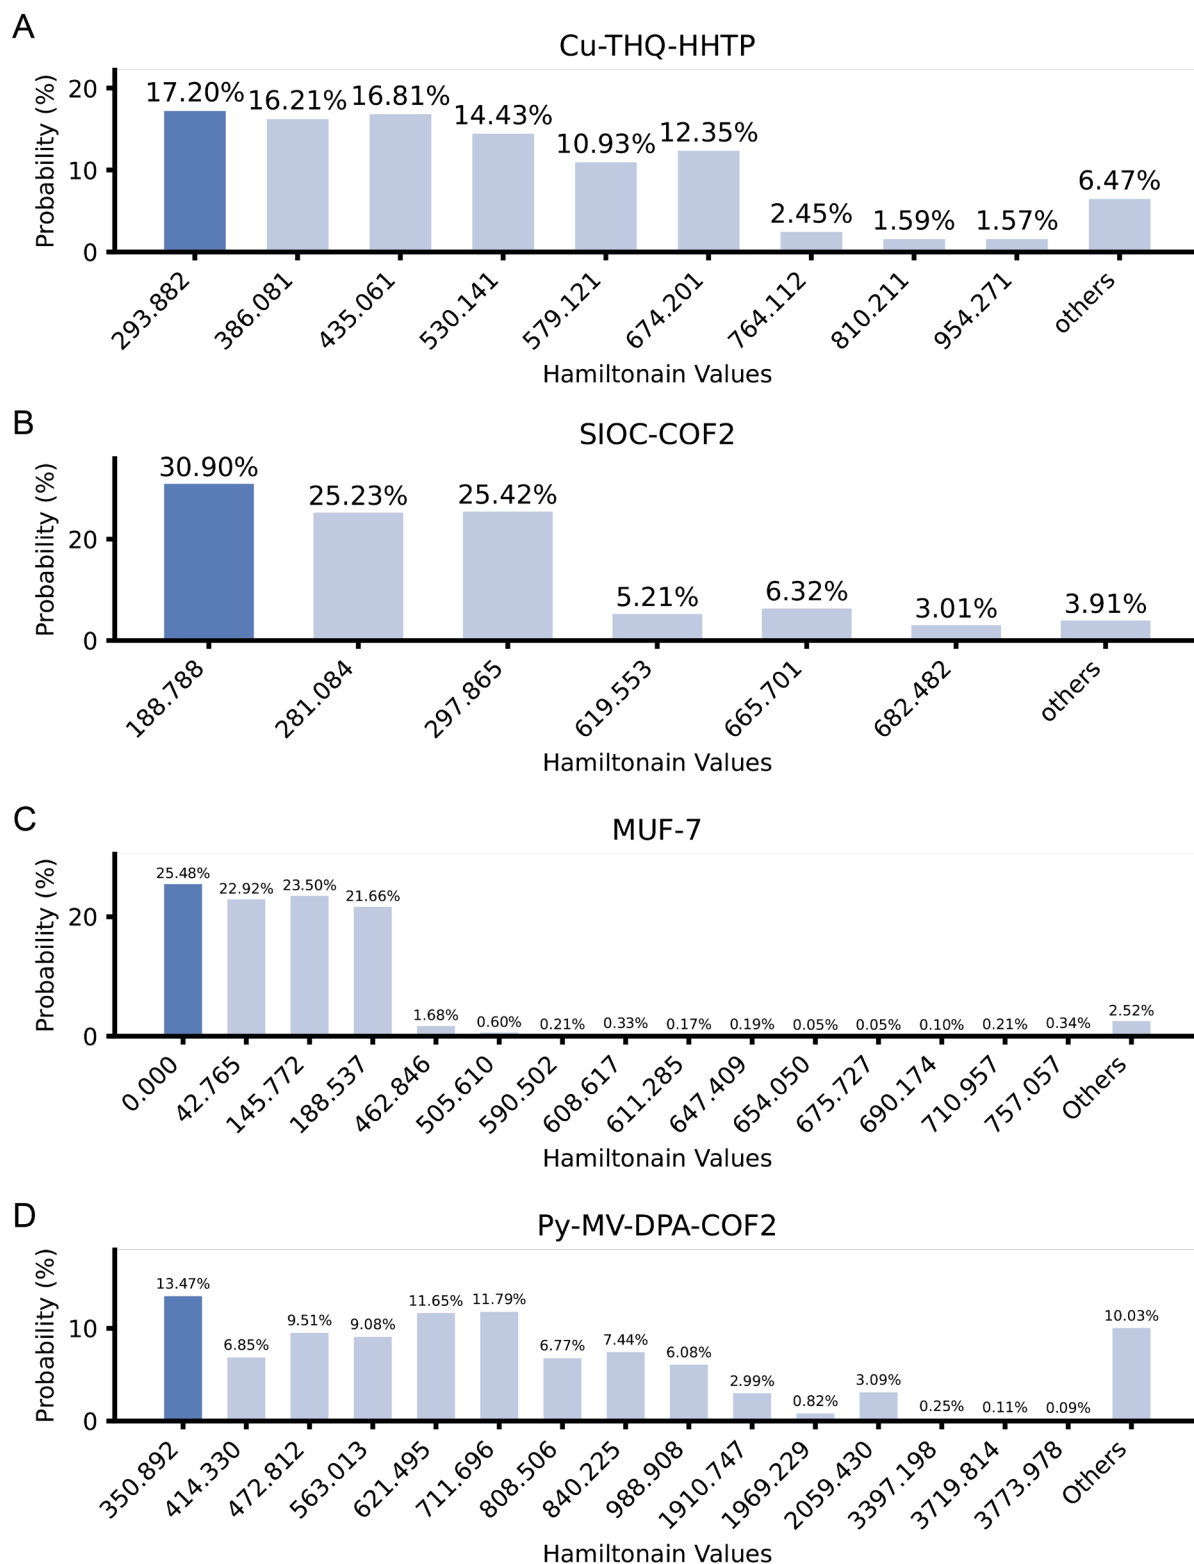 A
Cu-THQ-HHTP
Probability (%)
20
10
0
17.20% 16.21% 16.81% 14.43% 10.93% 12.35% 2.45% 1.59% 1.57% 6.47%
293.882 386.081 435.061 530.141 579.121 674.201 764.112 810.211 954.271 others
Hamiltonain Values
B
SIOC-COF2
Probability (%)
20
0
30.90% 25.23% 25.42% 5.21% 6.32% 3.01% 3.91%
188.788 281.084 297.865 619.553 665.701 682.482 others
Hamiltonain Values
C
MUF-7
Probability (%)
20
0
25.48% 22.92% 23.50% 21.66% 1.68% 0.60% 0.21% 0.33% 0.17% 0.19% 0.05% 0.05% 0.10% 0.21% 0.34% 2.52%
0.000 42.765 145.772 188.537 462.846 505.610 590.502 608.617 611.285 647.409 654.050 675.727 690.174 710.957 757.057 Others
Hamiltonain Values
D
Py-MV-DPA-COF2
Probability (%)
10
0
13.47% 6.85% 9.51% 9.08% 11.65% 11.79% 6.77% 7.44% 6.08% 2.99% 0.82% 3.09% 0.25% 0.11% 0.09% 10.03%
350.892 414.330 472.812 563.013 621.495 711.696 808.506 840.225 988.908 1910.747 1969.229 2059.430 3397.198 3719.814 3773.978 Others
Hamiltonain Values